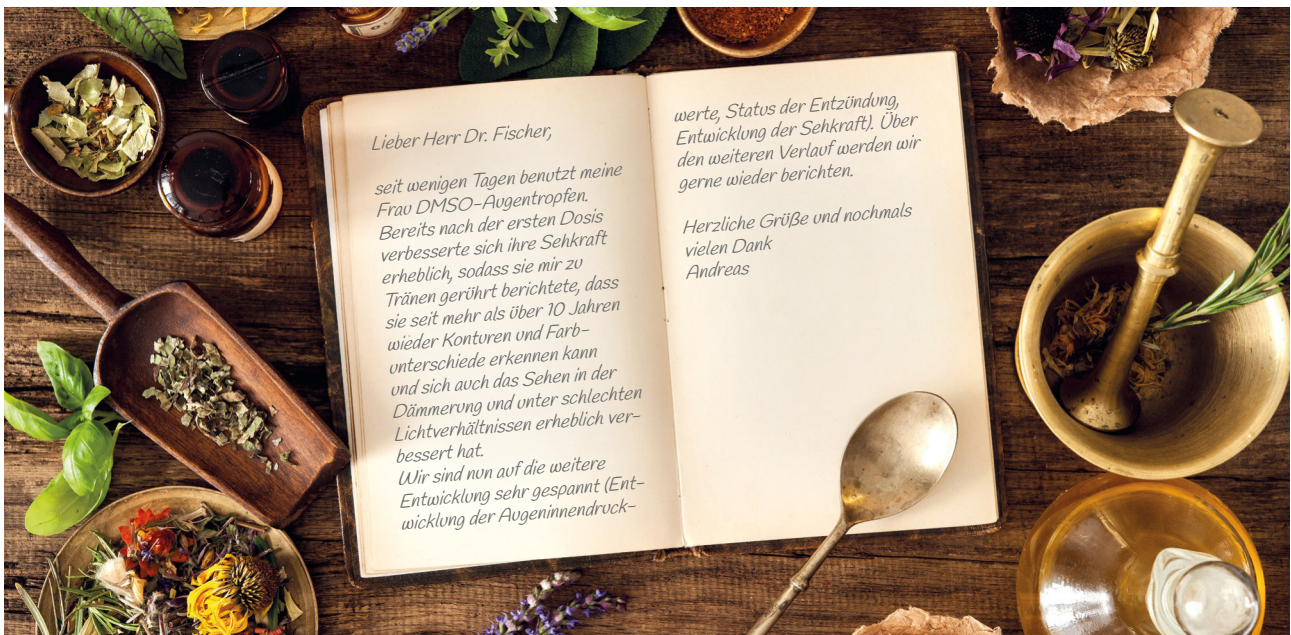 Lieber Herr Dr. Fischer,
seit wenigen Tagen benutzt meine
Frau DMSO-Augentropfen.
Bereits nach der ersten Dosis
verbesserte sich ihre Sehkraft
erheblich, sodass sie mir zu
Tränen gerührt berichtete, dass
sie seit mehr als über 10 Jahren
wieder Konturen und Farb-
unterschiede erkennen kann
und sich auch das Sehen in der
Dämmerung und unter schlechten
Lichtverhältnissen erheblich ver-
bessert hat.
Wir sind nun auf die weitere
Entwicklung sehr gespannt (Ent-
wicklung der Augeninnendruck-
werte, Status der Entzündung,
Entwicklung der Sehkraft). Über
den weiteren Verlauf werden wir
gerne wieder berichten.
Herzliche Grüße und nochmals
vielen Dank
Andreas